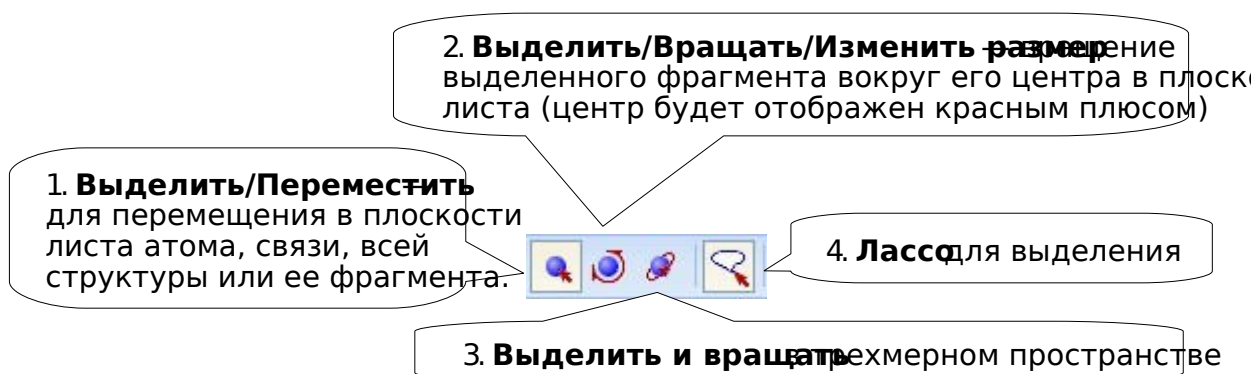 2. Выделить/Вращать/Изменить размер – вращение
выделенного фрагмента вокруг его центра в плоско
листа (центр будет отображен красным плюсом)
1. Выделить/Переместить –
для перемещения в плоскости
листа атома, связи, всей
структуры или ее фрагмента.
4. Лассо для выделения
3. Выделить и вращать в трехмерном пространстве